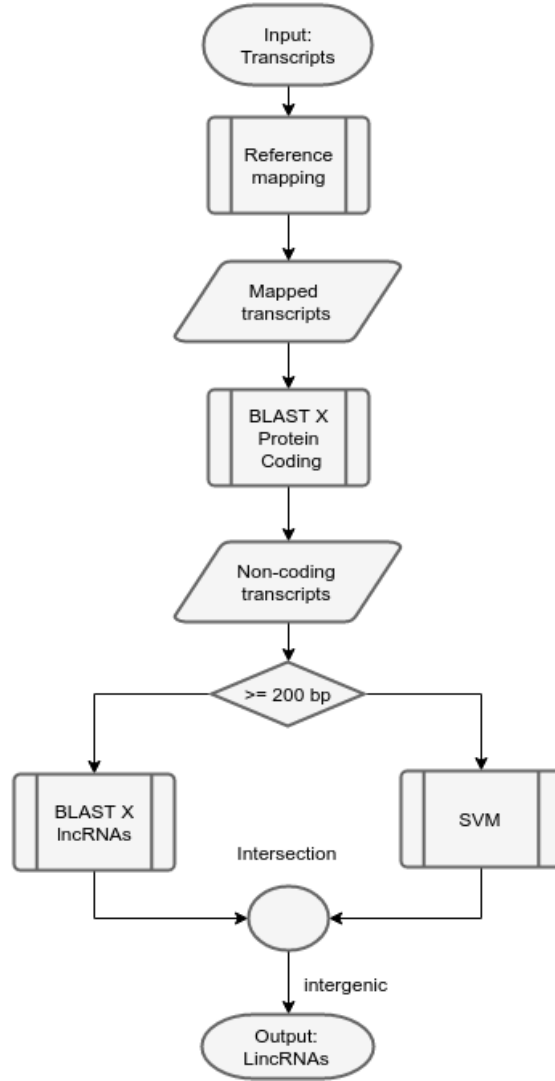 Input:
Transcripts
Reference
mapping
Mapped
transcripts
BLAST X
Protein
Coding
Non-coding
transcripts
>= 200 bp
BLAST X
lncRNAs
SVM
Intersection
intergenic
Output:
LincRNAs